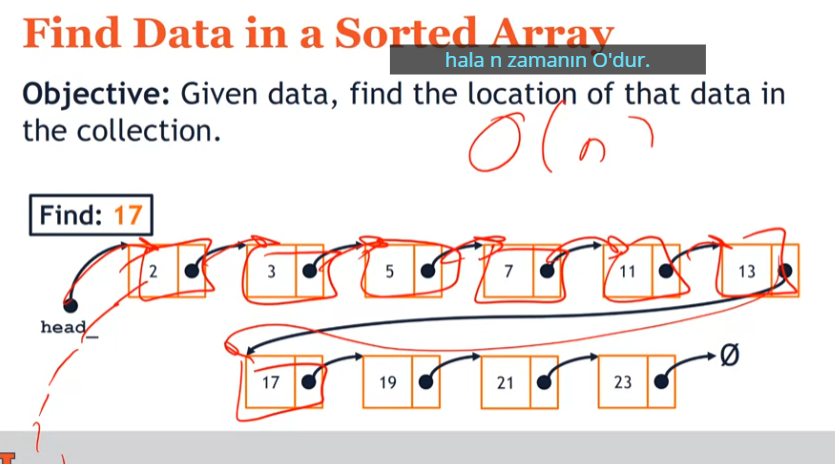 Find Data in a Sorted Array
hala n zamanın O'dur.
Objective: Given data, find the location of that data in
the collection.
O(n)
Find: 17
2 3 5 7 11 13
head_
17 19 21 23 Ø
?